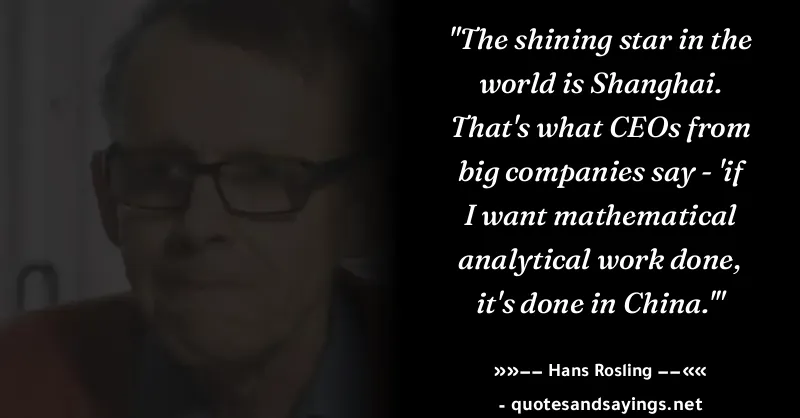 "The shining star in the
world is Shanghai.
That's what CEOs from
big companies say - 'if
I want mathematical
analytical work done,
it's done in China.'"
»»−− Hans Rosling −−««
- quotesandsayings.net